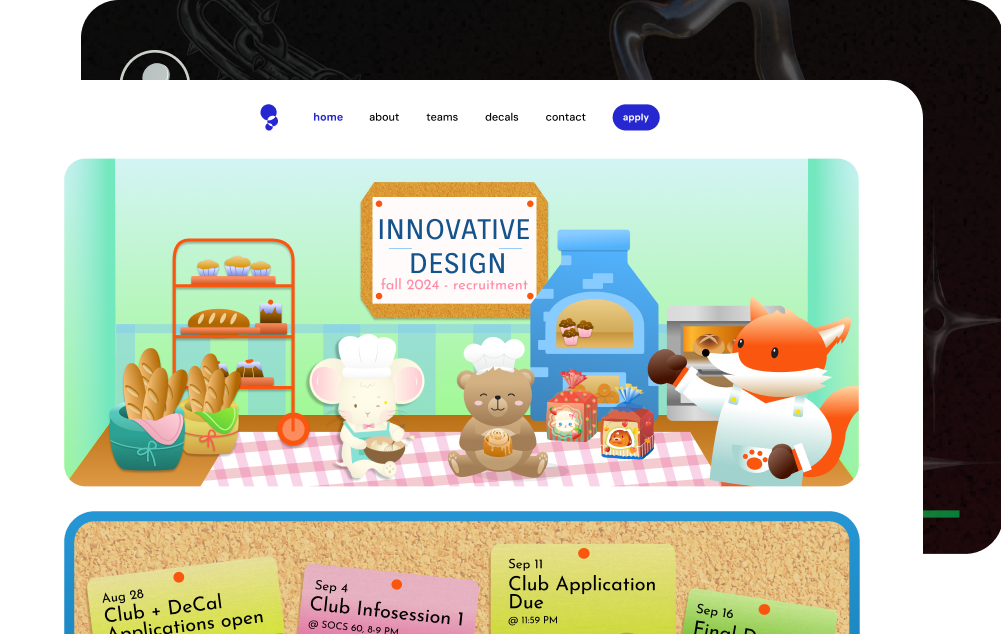 home about teams decals contact apply
INNOVATIVE
DESIGN
fall 2024 - recruitment
Aug 28
Club + DeCal
Applications open
Sep 4
Club Infosession 1
@ SOCS 60, 8-9 PM
Sep 11
Club Application
Due
@ 11:59 PM
Sep 16
Final